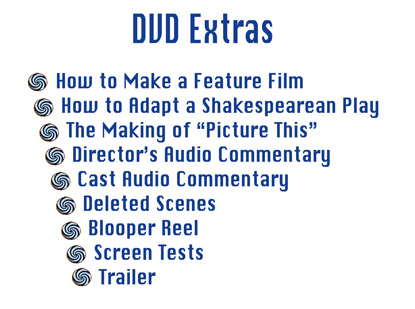 DVD Extras
How to Make a Feature Film
How to Adapt a Shakespearean Play
The Making of “Picture This”
Director’s Audio Commentary
Cast Audio Commentary
Deleted Scenes
Blooper Reel
Screen Tests
Trailer